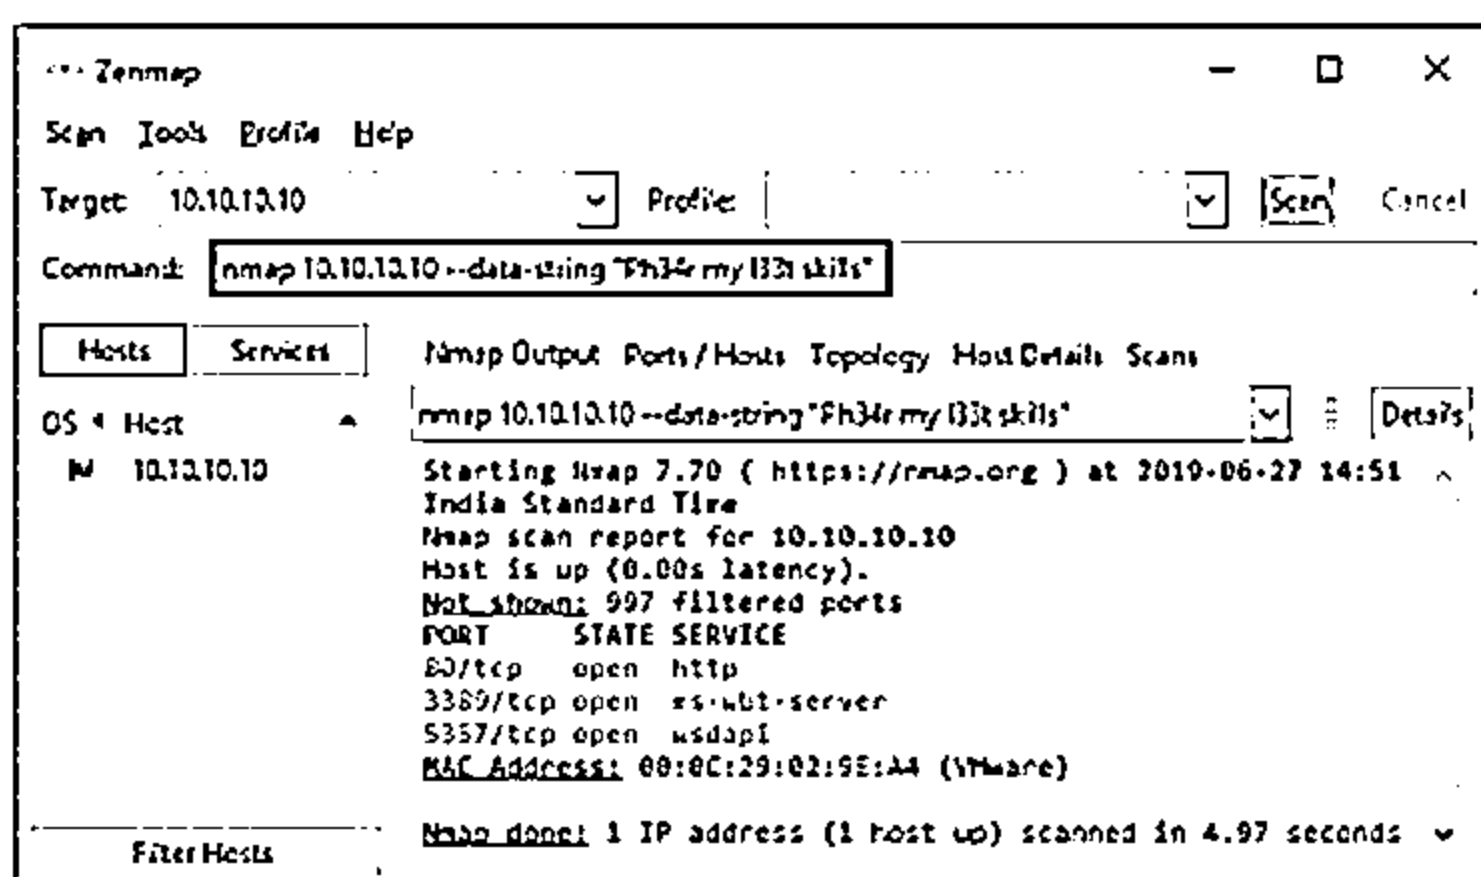 Zenmap
Scan Tools Profile Help
Target: 10.10.10.10 Profile: Scan Cancel
Command: nmap 10.10.10.10 --data-string "Ph34r my l33t skills"
Hosts Services
Nmap Output Ports / Hosts Topology Host Details Scans
OS Host
nmap 10.10.10.10 --data-string "Ph34r my l33t skills" Details
10.10.10.10
Starting Nmap 7.70 ( https://nmap.org ) at 2019-06-27 14:51
India Standard Time
Nmap scan report for 10.10.10.10
Host is up (0.00s latency).
Not shown: 997 filtered ports
PORT STATE SERVICE
80/tcp open http
3389/tcp open ms-wbt-server
5357/tcp open wsdapi
MAC Address: 00:0C:29:02:9E:A4 (VMware)
Nmap done: 1 IP address (1 host up) scanned in 4.97 seconds
Filter Hosts